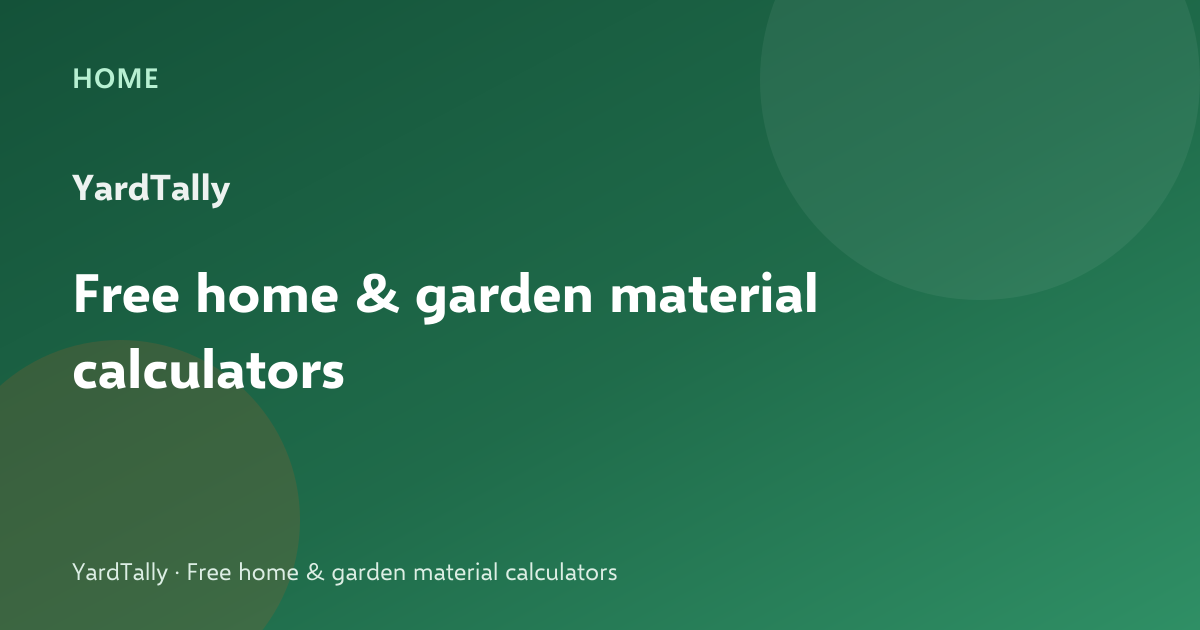 HOME
YardTally
Free home & garden material
calculators
YardTally · Free home & garden material calculators